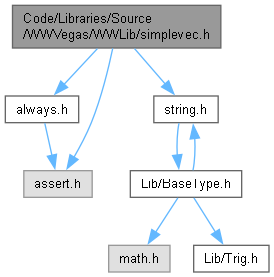 Code/Libraries/Source
/WWVegas/WWLib/simplevec.h
always.h
string.h
assert.h
Lib/BaseType.h
math.h
Lib/Trig.h